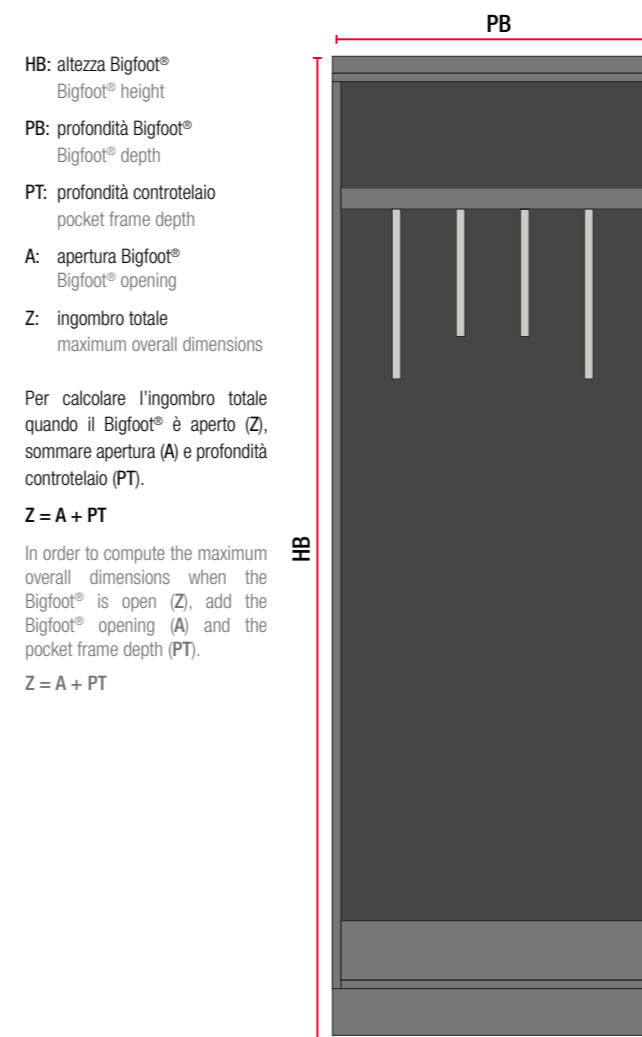 PB
HB: altezza Bigfoot®
Bigfoot® height
PB: profondità Bigfoot®
Bigfoot® depth
PT: profondità controtelaio
pocket frame depth
A: apertura Bigfoot®
Bigfoot® opening
Z: ingombro totale
maximum overall dimensions
Per calcolare l'ingombro totale
quando il Bigfoot® è aperto (Z),
sommare apertura (A) e profondità
controtelaio (PT).
Z = A + PT
In order to compute the maximum
overall dimensions when the
Bigfoot® is open (Z), add the
Bigfoot® opening (A) and the
pocket frame depth (PT).
Z = A + PT
HB